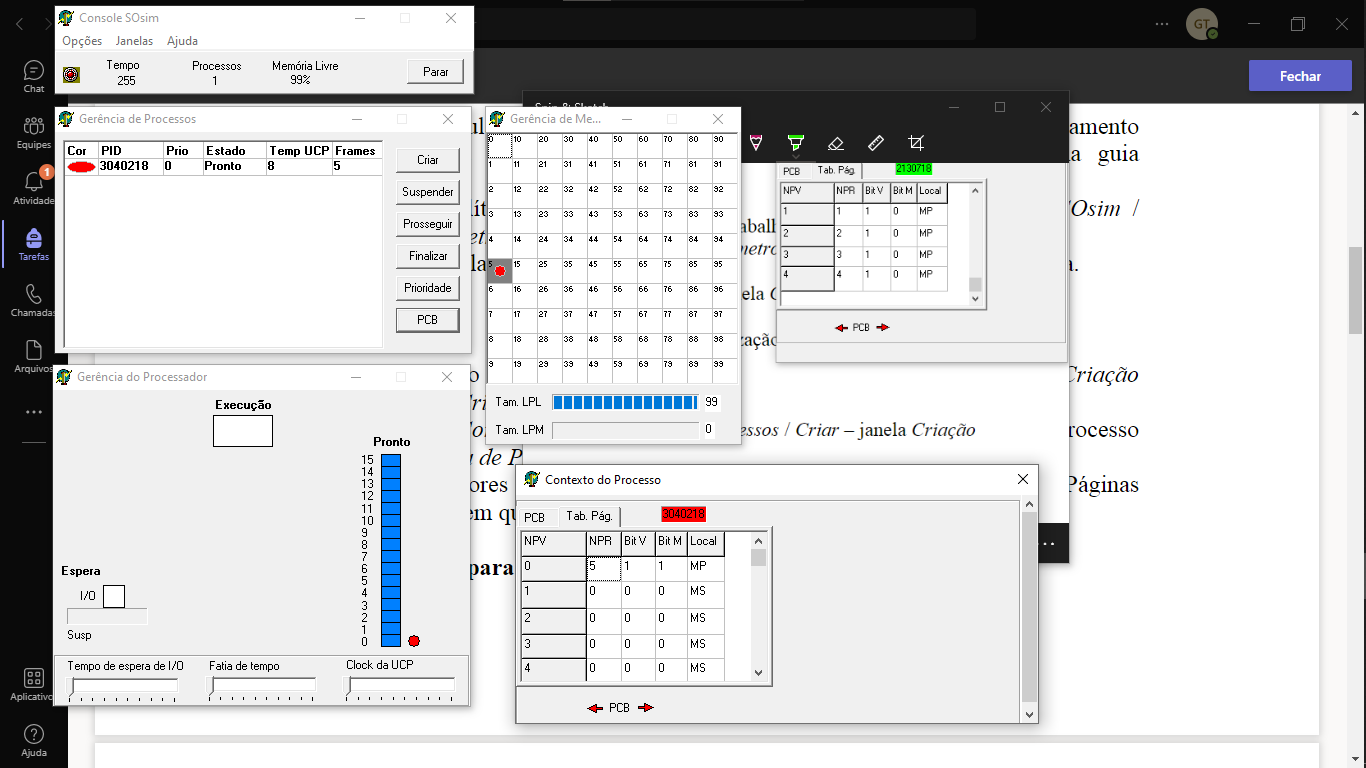 Console SOsim
Opções Janelas Ajuda
Tempo Processos Memória Livre
255 1 99%
Parar
GT
Fechar
Chat
Equipes
1
Atividade
Tarefas
Chamadas
Arquivos
Aplicativo
Ajuda
Gerência de Processos
Cor PID Prio Estado Temp UCP Frames
3040218 0 Pronto 8 5
Criar
Suspender
Prosseguir
Finalizar
Prioridade
PCB
Gerência de Me...
0 10 20 30 40 50 60 70 80 90
1 11 21 31 41 51 61 71 82 91
2 12 22 32 42 52 62 72 82 92
3 13 23 33 43 53 63 73 83 93
4 14 24 34 44 54 64 74 84 94
5 15 25 35 45 55 65 75 85 95
6 16 26 36 46 56 66 76 86 96
7 17 27 37 47 57 67 77 87 97
8 18 28 38 48 58 68 78 88 98
9 19 29 39 49 59 69 79 89 99
Tam. LPL 99
Tam. LPM 0
Snip & Sketch
PCB Tab. Pág. 2130718
NPV NPR Bit V Bit M Local
1 1 1 0 MP
2 2 1 0 MP
3 3 1 0 MP
4 4 1 0 MP
PCB
amento
a guia
Osim /
a.
Criação
essos / Criar – janela Criação
rocesso
a de P
ores
Páginas
em qu
para
Gerência do Processador
Execução
Pronto
15
14
13
12
11
10
9
8
7
6
5
4
3
2
1
0
Espera
I/O
Susp
Tempo de espera de I/O Fatia de tempo Clock da UCP
Contexto do Processo
PCB Tab. Pág. 3040218
NPV NPR Bit V Bit M Local
0 5 1 1 MP
1 0 0 0 MS
2 0 0 0 MS
3 0 0 0 MS
4 0 0 0 MS
PCB